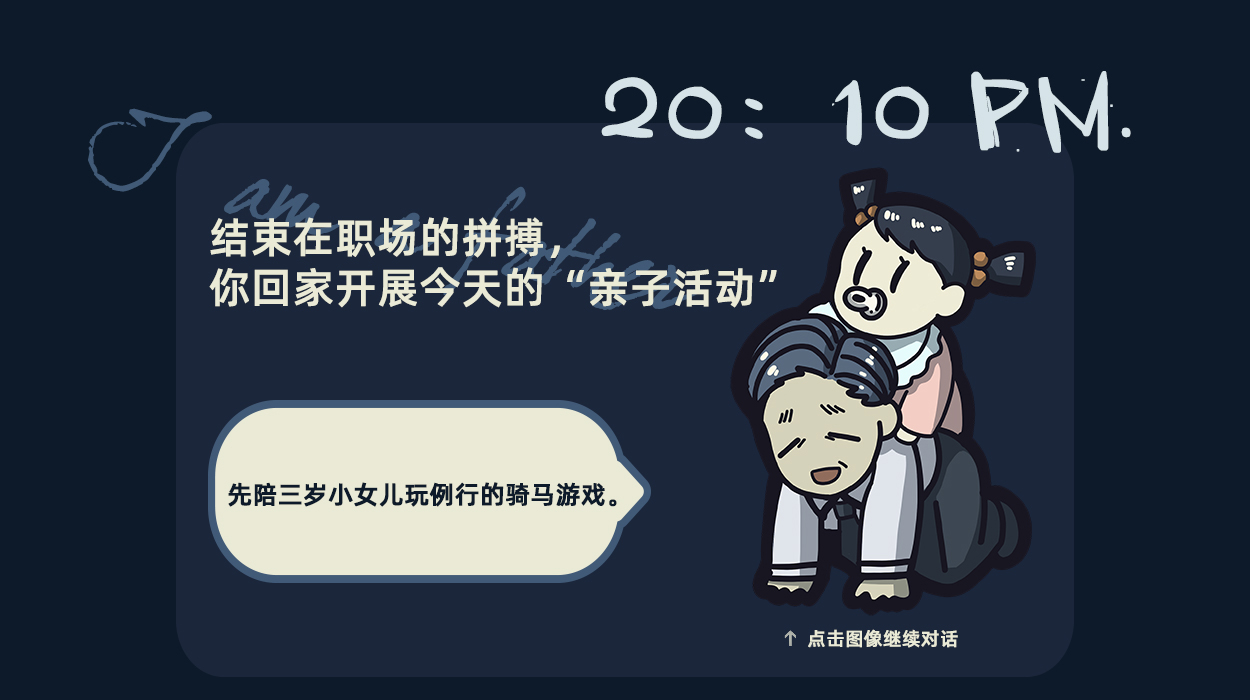 20：10 PM.
I am a father
结束在职场的拼搏，
你回家开展今天的“亲子活动”
先陪三岁小女儿玩例行的骑马游戏。
↑ 点击图像继续对话